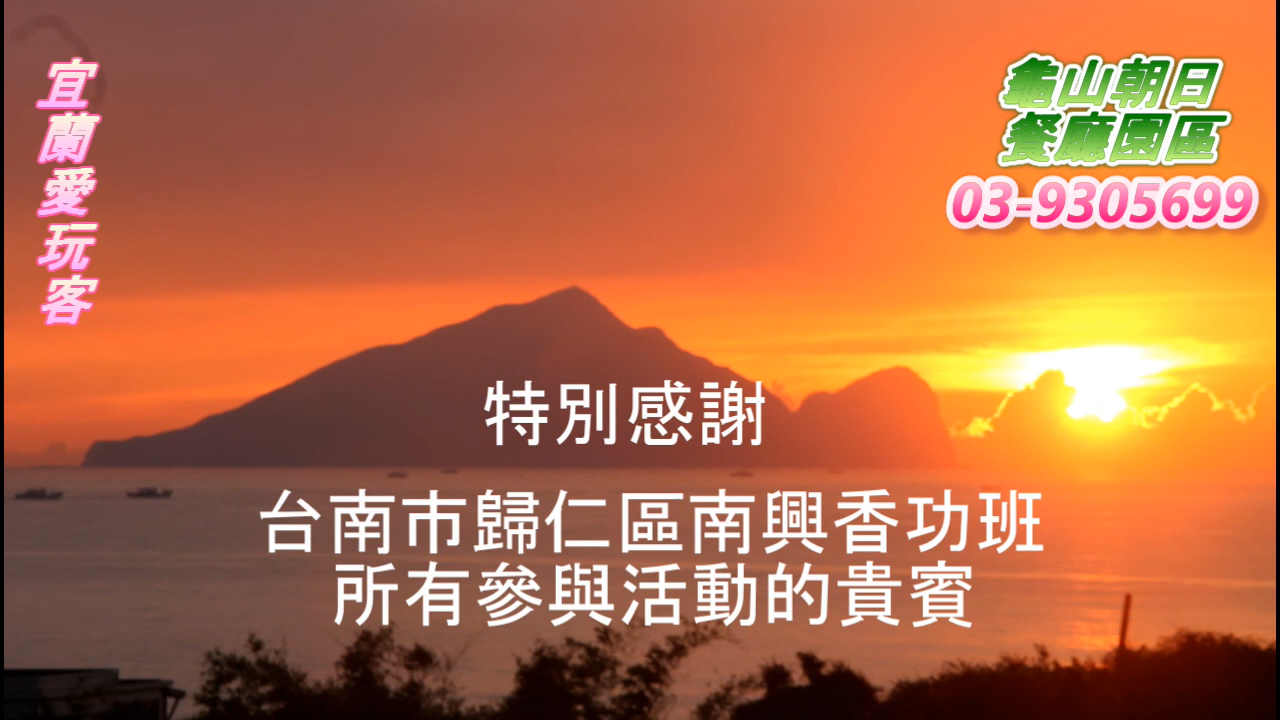 宜蘭愛玩客
龜山朝日
餐廳園區
03-9305699
特別感謝
台南市歸仁區南興香功班
所有參與活動的貴賓